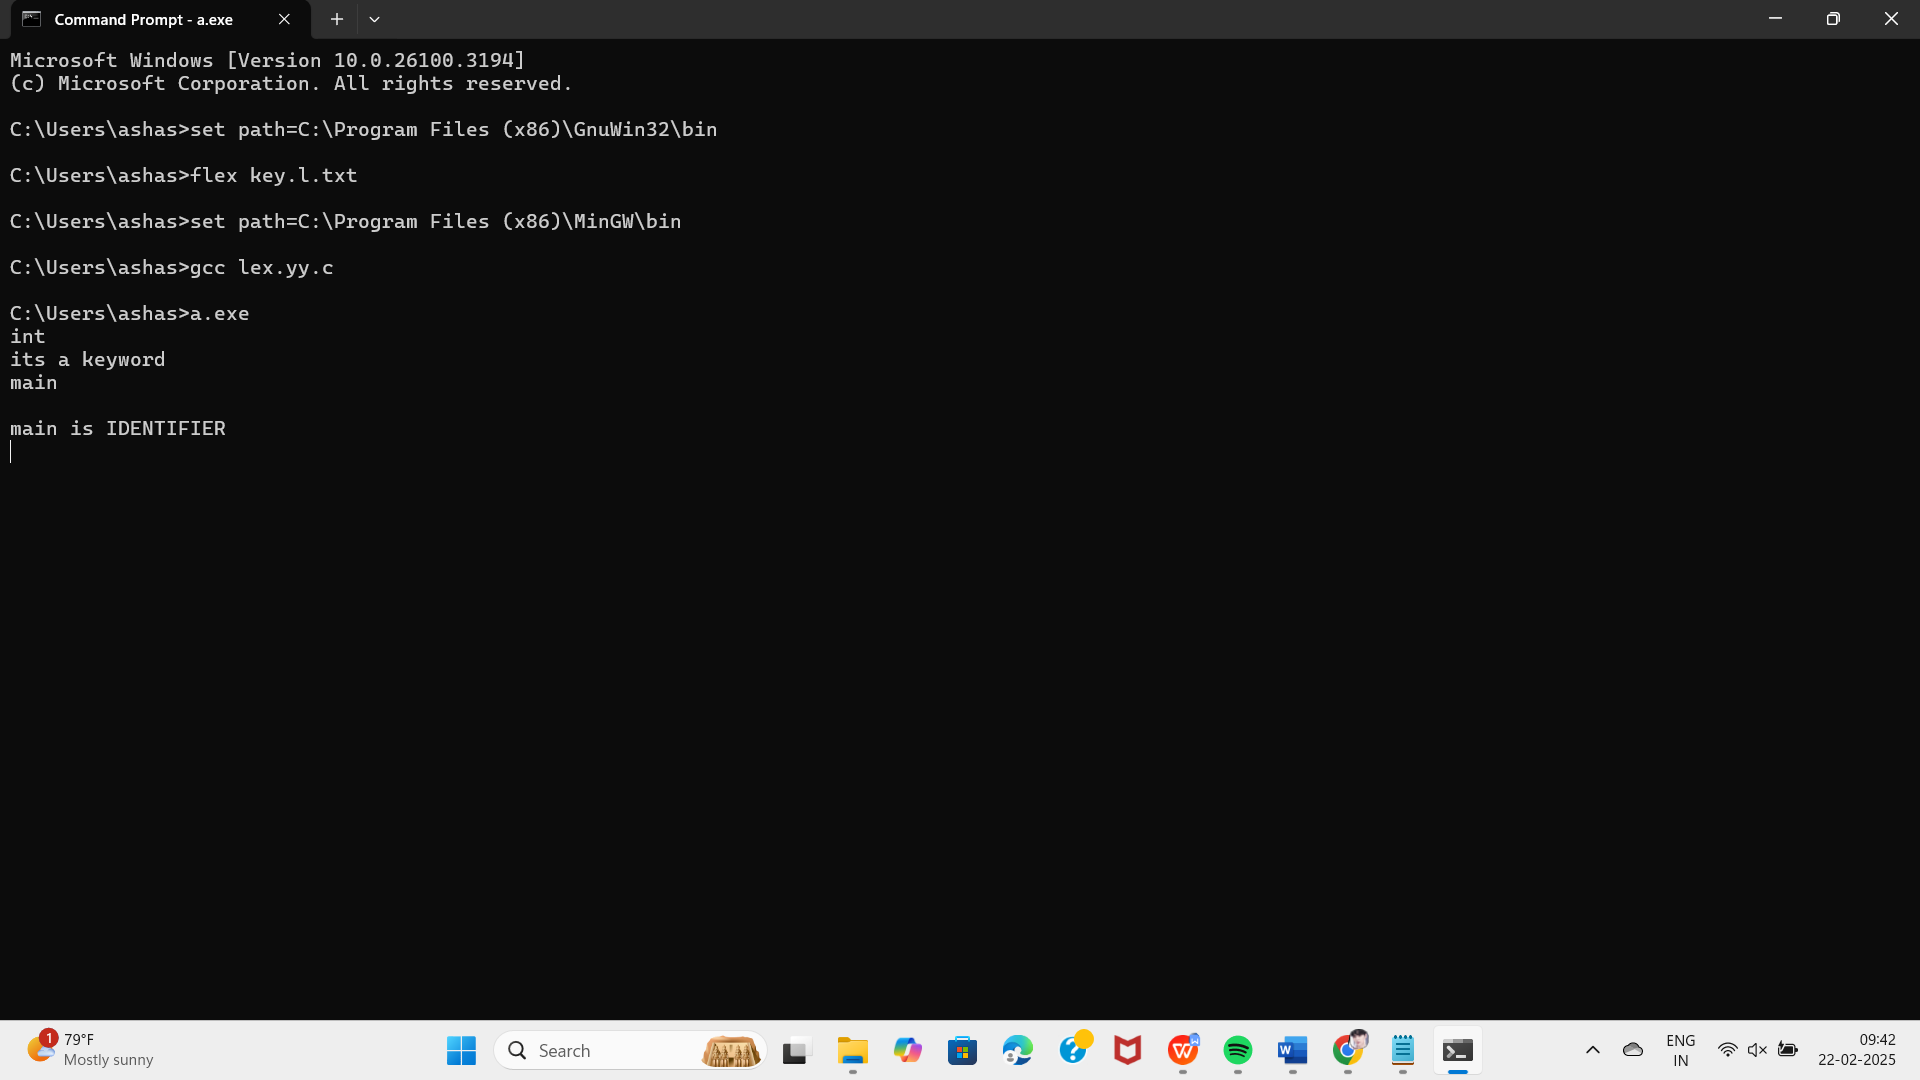 Command Prompt - a.exe
Microsoft Windows [Version 10.0.26100.3194]
(c) Microsoft Corporation. All rights reserved.
C:\Users\ashas>set path=C:\Program Files (x86)\GnuWin32\bin
C:\Users\ashas>flex key.l.txt
C:\Users\ashas>set path=C:\Program Files (x86)\MinGW\bin
C:\Users\ashas>gcc lex.yy.c
C:\Users\ashas>a.exe
int
its a keyword
main
main is IDENTIFIER
1
79°F
Mostly sunny
Search
ENG
IN
09:42
22-02-2025